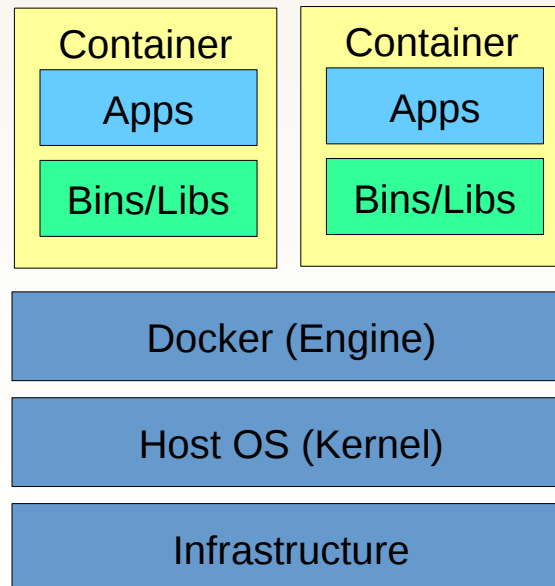 Container
Apps
Bins/Libs
Container
Apps
Bins/Libs
Docker (Engine)
Host OS (Kernel)
Infrastructure